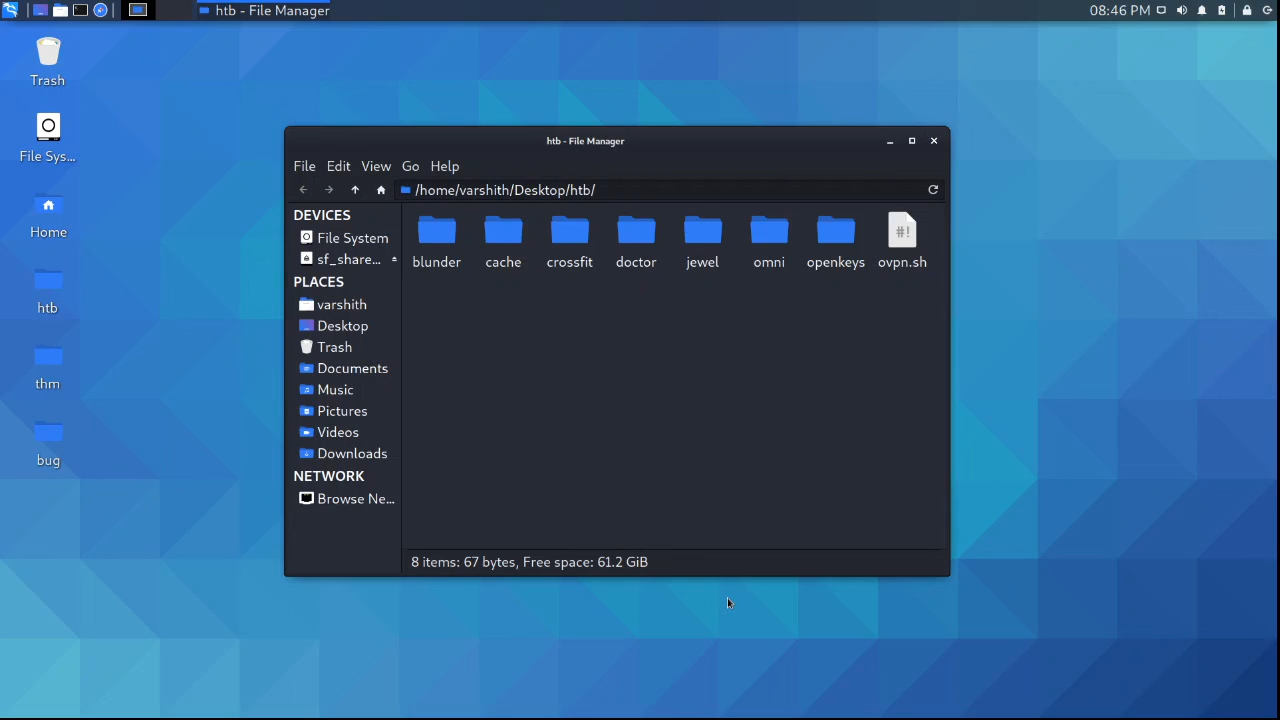 htb - File Manager
08:46 PM
Trash
File Sys...
Home
htb
thm
bug
htb - File Manager
File Edit View Go Help
/home/varshith/Desktop/htb/
DEVICES
File System
sf_share...
PLACES
varshith
Desktop
Trash
Documents
Music
Pictures
Videos
Downloads
NETWORK
Browse Ne...
blunder cache crossfit doctor jewel omni openkeys ovpn.sh
#!
8 items: 67 bytes, Free space: 61.2 GiB